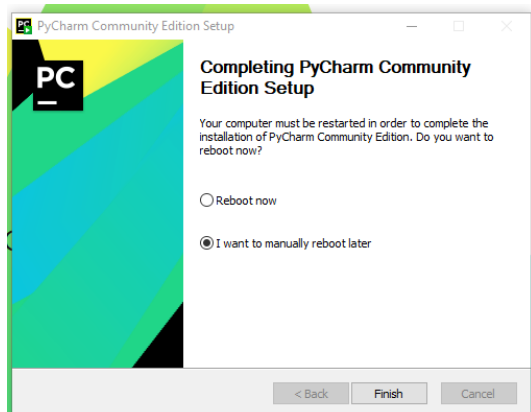 PyCharm Community Edition Setup
PC
Completing PyCharm Community
Edition Setup
Your computer must be restarted in order to complete the
installation of PyCharm Community Edition. Do you want to
reboot now?
Reboot now
I want to manually reboot later
< Back
Finish
Cancel